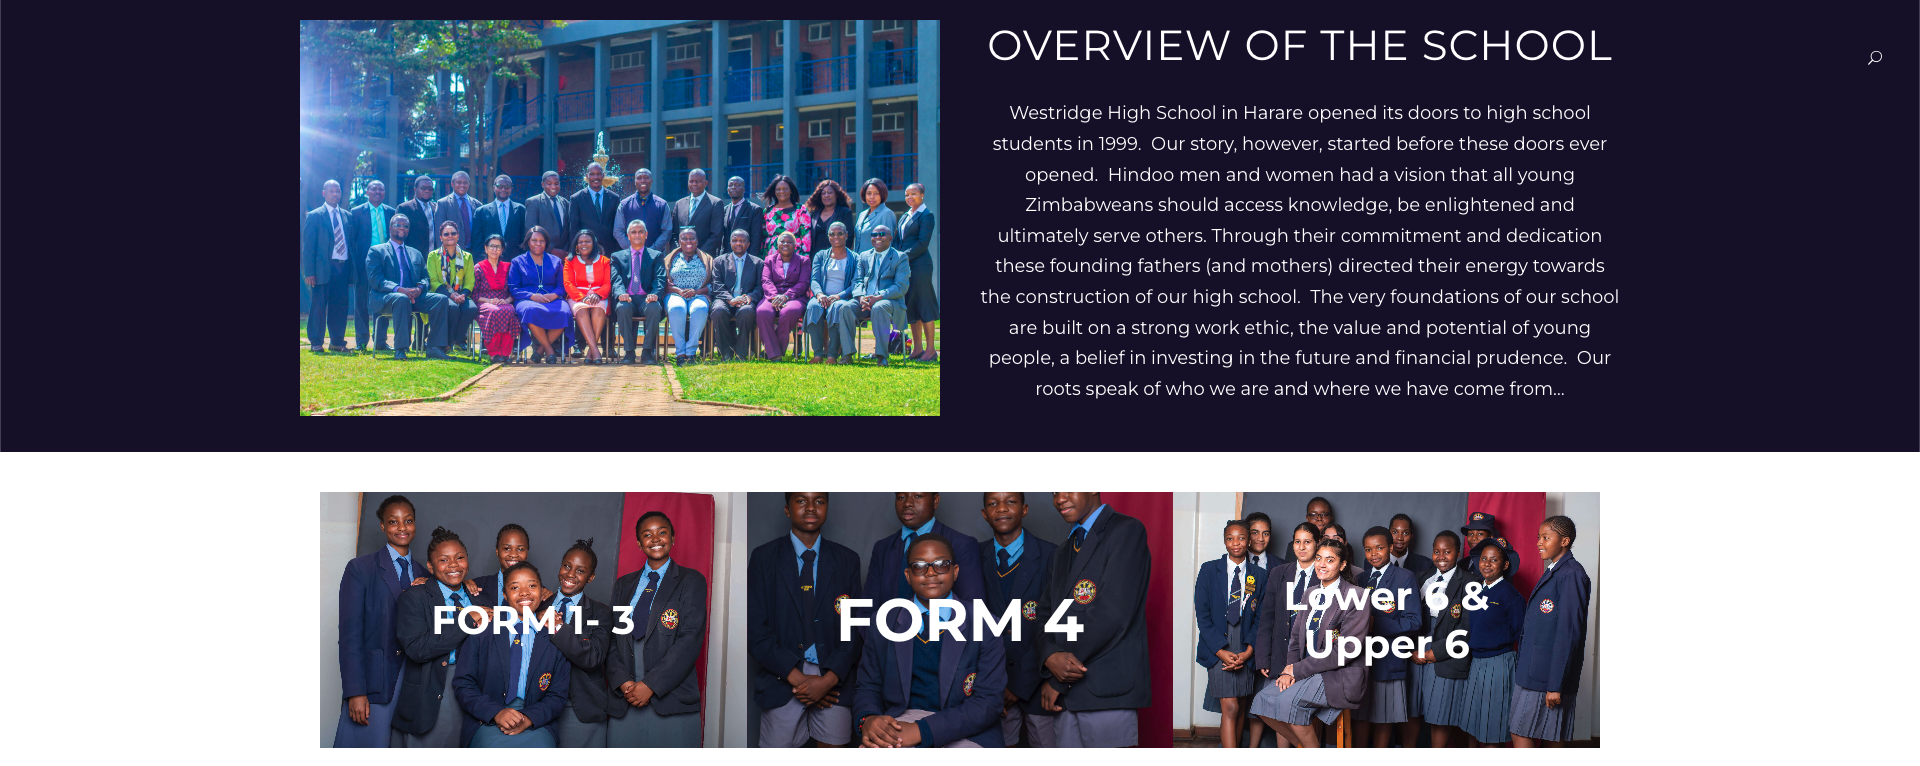 OVERVIEW OF THE SCHOOL
Westridge High School in Harare opened its doors to high school
students in 1999.  Our story, however, started before these doors ever
opened.  Hindoo men and women had a vision that all young
Zimbabweans should access knowledge, be enlightened and
ultimately serve others. Through their commitment and dedication
these founding fathers (and mothers) directed their energy towards
the construction of our high school.  The very foundations of our school
are built on a strong work ethic, the value and potential of young
people, a belief in investing in the future and financial prudence.  Our
roots speak of who we are and where we have come from...
FORM 1- 3
FORM 4
Lower 6 &
Upper 6